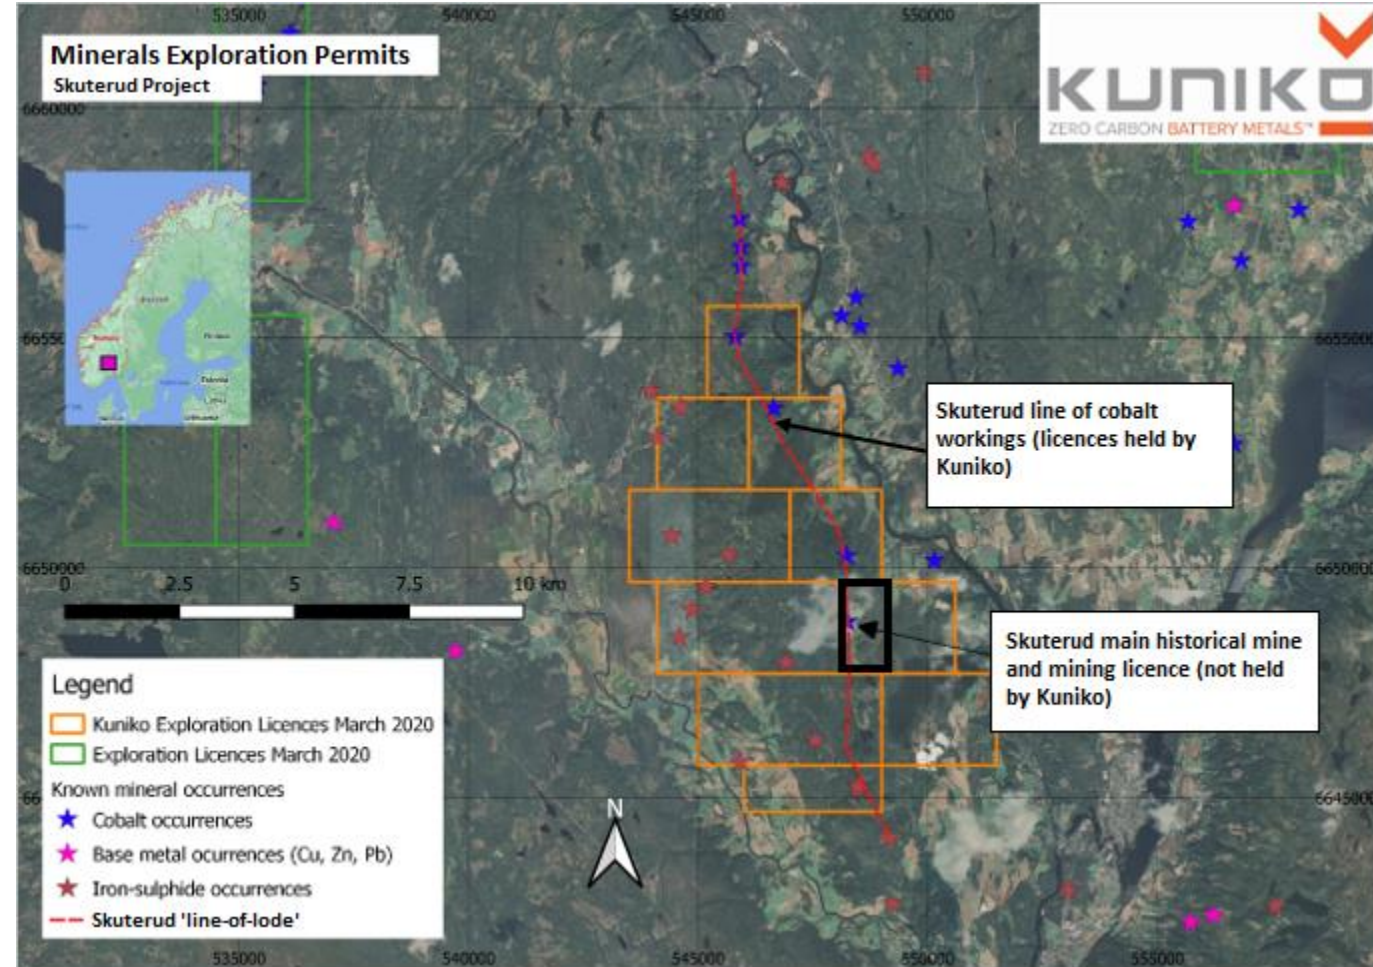 535000 540000 545000 550000
Minerals Exploration Permits
Skuterud Project
KUNIKO
ZERO CARBON BATTERY METALS™
6660000
6655000
Skuterud line of cobalt
workings (licences held by
Kuniko)
6650000 6650000
0 2.5 5 7.5 10 km
Skuterud main historical mine
and mining licence (not held
by Kuniko)
Legend
Kuniko Exploration Licences March 2020
Exploration Licences March 2020
Known mineral occurrences
Cobalt occurrences
Base metal ocurrences (Cu, Zn, Pb)
Iron-sulphide occurrences
Skuterud 'line-of-lode'
N
6645000
535000 540000 545000 550000 555000